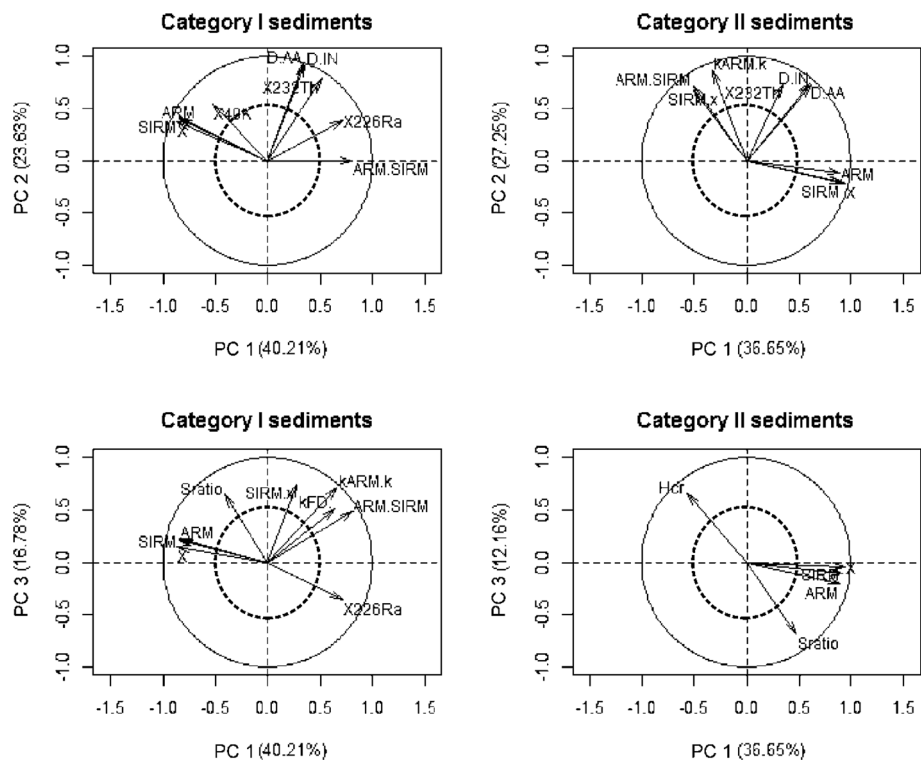 Category I sediments
PC 2 (23.63%)
1.0
0.5
0.0
-0.5
-1.0
D.AA
D.IN
X232Th
X40K
ARM
SIRM
X
X226Ra
ARM.SIRM
-1.5 -1.0 -0.5 0.0 0.5 1.0 1.5
PC 1 (40.21%)
Category II sediments
PC 2 (27.25%)
1.0
0.5
0.0
-0.5
-1.0
kARM.k
ARM.SIRM
SIRM.x
X232Th
D.IN
D.AA
ARM
SIRM X
-1.5 -1.0 -0.5 0.0 0.5 1.0 1.5
PC 1 (36.65%)
Category I sediments
PC 3 (16.78%)
1.0
0.5
0.0
-0.5
-1.0
Sratio
SIRM.x
kARM.k
kFD
ARM.SIRM
ARM
SIRM
X
X226Ra
-1.5 -1.0 -0.5 0.0 0.5 1.0 1.5
PC 1 (40.21%)
Category II sediments
PC 3 (12.16%)
1.0
0.5
0.0
-0.5
-1.0
Hcr
X
SIRM
ARM
Sratio
-1.5 -1.0 -0.5 0.0 0.5 1.0 1.5
PC 1 (36.65%)